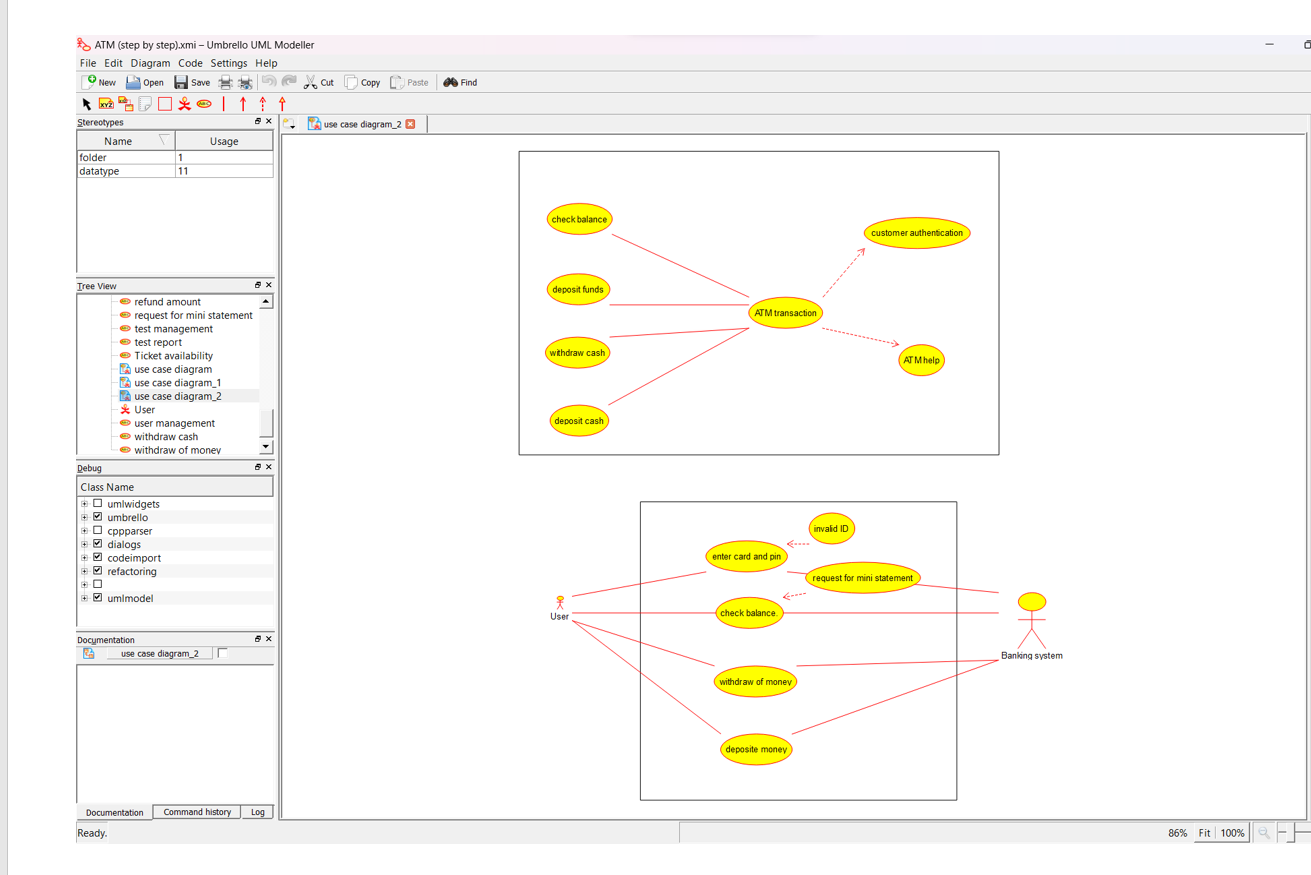 ATM (step by step).xmi – Umbrello UML Modeller
File Edit Diagram Code Settings Help
New Open Save Cut Copy Paste Find
XYZ
ABC
Stereotypes
use case diagram_2
Name Usage
folder 1
datatype 11
Tree View
refund amount
request for mini statement
test management
test report
Ticket availability
use case diagram
use case diagram_1
use case diagram_2
User
user management
withdraw cash
withdraw of money
Debug
Class Name
umlwidgets
umbrello
cppparser
dialogs
codeimport
refactoring
umlmodel
Documentation
use case diagram_2
Documentation Command history Log
check balance
customer authentication
deposit funds
ATM transaction
withdraw cash
ATM help
deposit cash
invalid ID
enter card and pin
request for mini statement
User
check balance.
Banking system
withdraw of money
deposite money
Ready.
86% Fit 100%